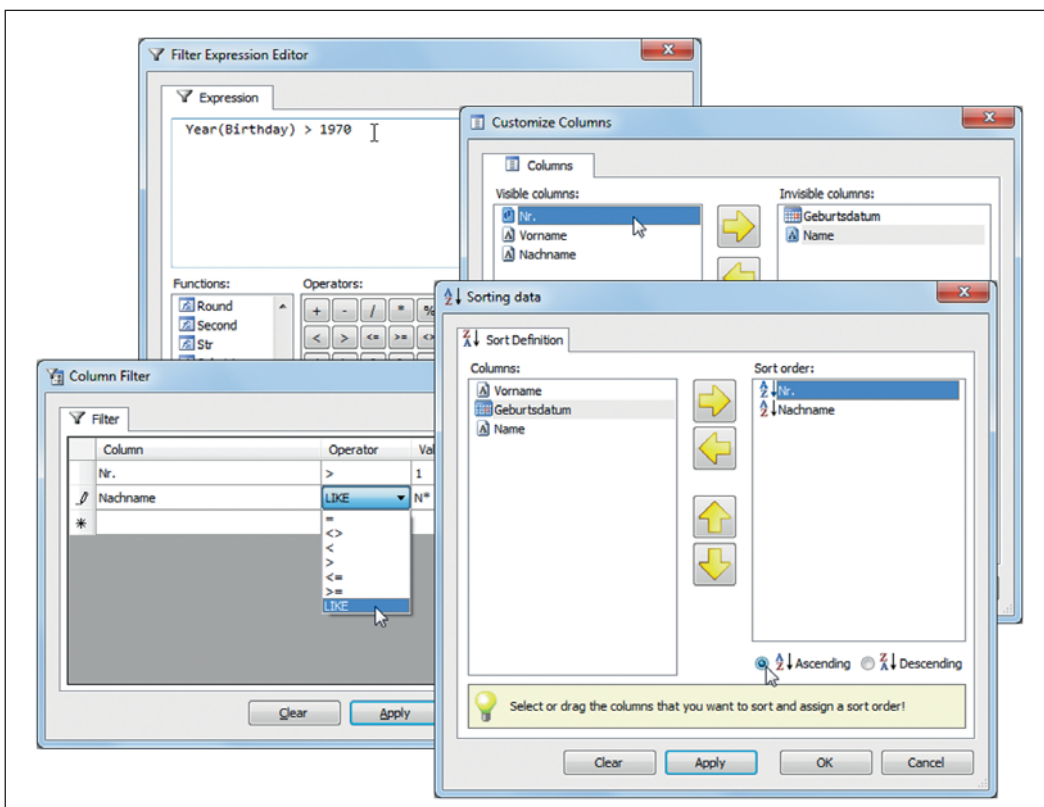 Filter Expression Editor
Expression
Year(Birthday) > 1970
Functions:
Round
Second
Str
Operators:
+ - / * %
< > <= >= <>
Customize Columns
Columns
Visible columns:
Nr.
Vorname
Nachname
Invisible columns:
Geburtsdatum
Name
Column Filter
Filter
Column Operator
Nr. > 1
Nachname LIKE N*
=
<>
<
>
<=
>=
LIKE
Clear Apply
Sorting data
Sort Definition
Columns:
Vorname
Geburtsdatum
Name
Sort order:
Nr.
Nachname
Ascending Descending
Select or drag the columns that you want to sort and assign a sort order!
Clear Apply OK Cancel